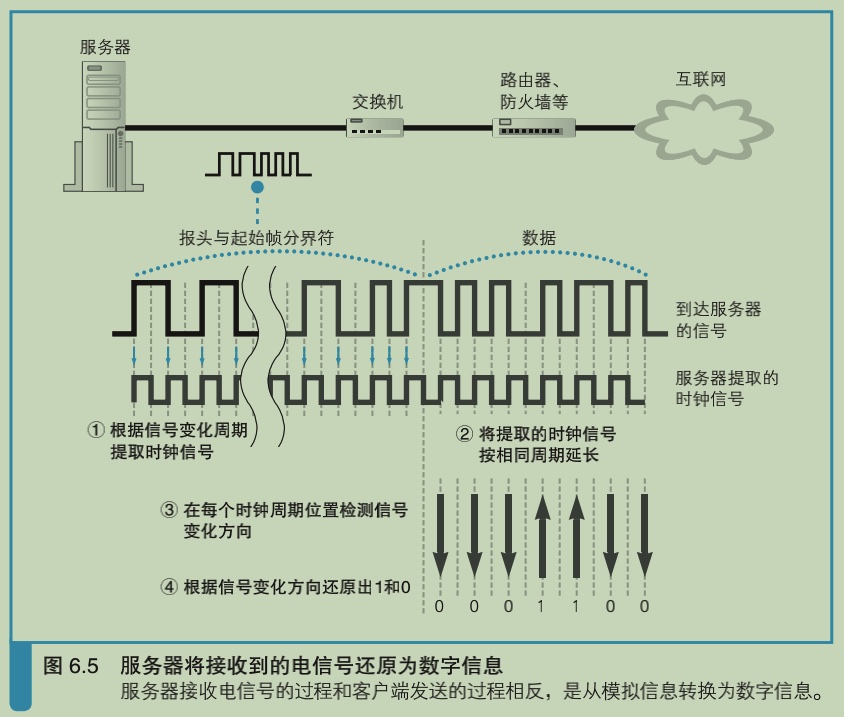 服务器
交换机
路由器、
防火墙等
互联网
报头与起始帧分界符
数据
到达服务器
的信号
服务器提取的
时钟信号
① 根据信号变化周期
提取时钟信号
② 将提取的时钟信号
按相同周期延长
③ 在每个时钟周期位置检测信号
变化方向
④ 根据信号变化方向还原出1和0
0 0 0 1 1 0 0
图 6.5 服务器将接收到的电信号还原为数字信息
服务器接收电信号的过程和客户端发送的过程相反，是从模拟信息转换为数字信息。